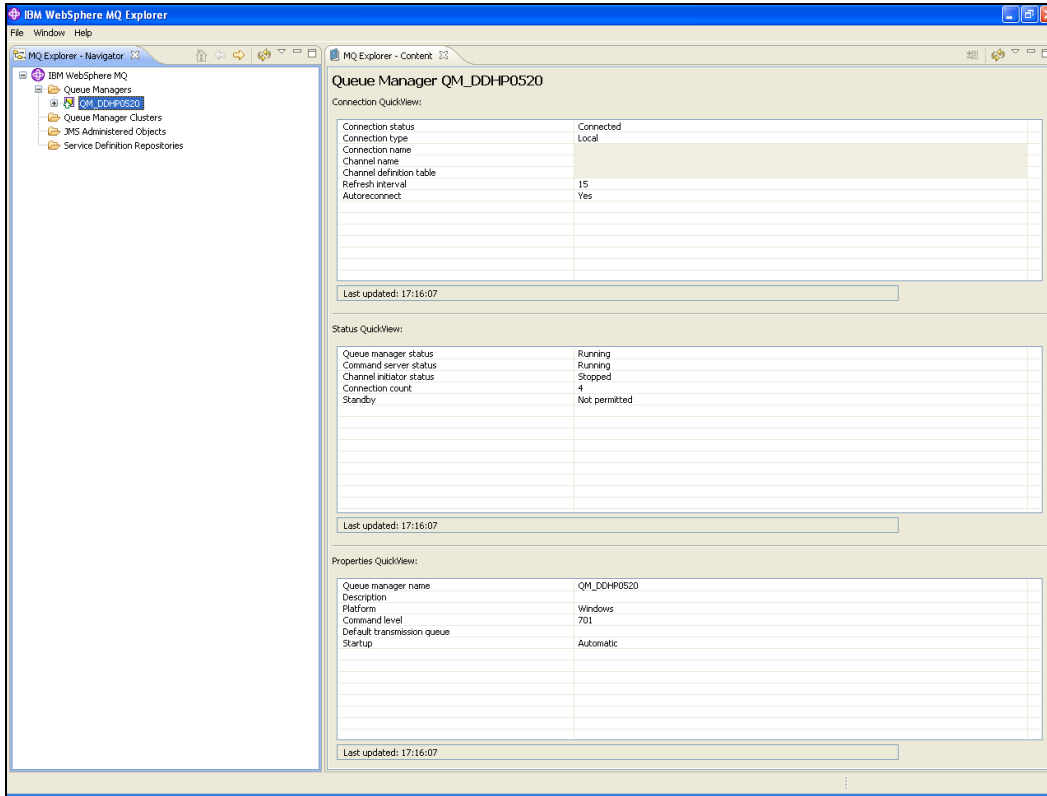 IBM WebSphere MQ Explorer
File Window Help
MQ Explorer - Navigator
IBM WebSphere MQ
Queue Managers
QM_DDHP0520
Queue Manager Clusters
JMS Administered Objects
Service Definition Repositories
MQ Explorer - Content
Queue Manager QM_DDHP0520
Connection QuickView:
Connection status Connected
Connection type Local
Connection name
Channel name
Channel definition table
Refresh interval 15
Autoreconnect Yes
Last updated: 17:16:07
Status QuickView:
Queue manager status Running
Command server status Running
Channel initiator status Stopped
Connection count 4
Standby Not permitted
Last updated: 17:16:07
Properties QuickView:
Queue manager name QM_DDHP0520
Description
Platform Windows
Command level 701
Default transmission queue
Startup Automatic
Last updated: 17:16:07